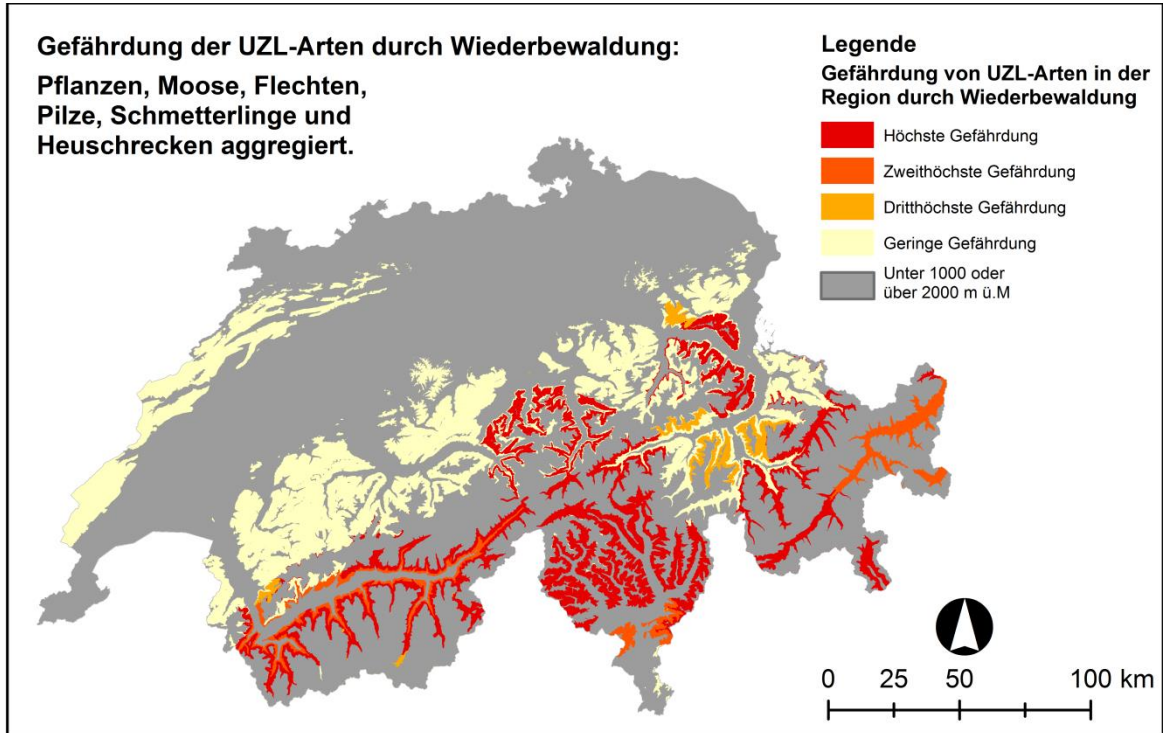 Gefährdung der UZL-Arten durch Wiederbewaldung:
Pflanzen, Moose, Flechten,
Pilze, Schmetterlinge und
Heuschrecken aggregiert.
Legende
Gefährdung von UZL-Arten in der
Region durch Wiederbewaldung
Höchste Gefährdung
Zweithöchste Gefährdung
Dritthöchste Gefährdung
Geringe Gefährdung
Unter 1000 oder
über 2000 m ü.M
0 25 50 100 km